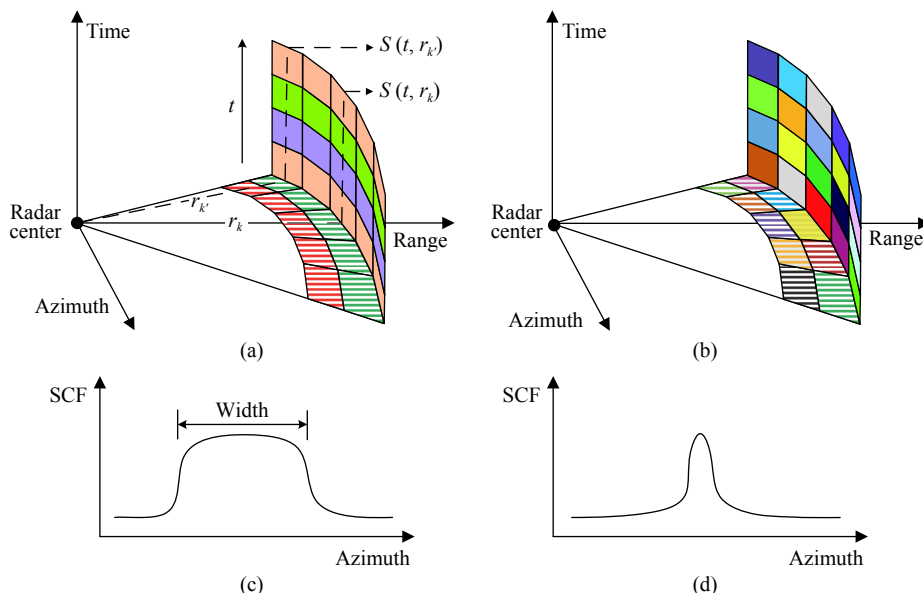 Time
S (t, r_k')
S (t, r_k)
t
r_k'
r_k
Radar
center
Range
Azimuth
(a)
Time
Radar
center
Range
Azimuth
(b)
SCF
Width
Azimuth
(c)
SCF
Azimuth
(d)